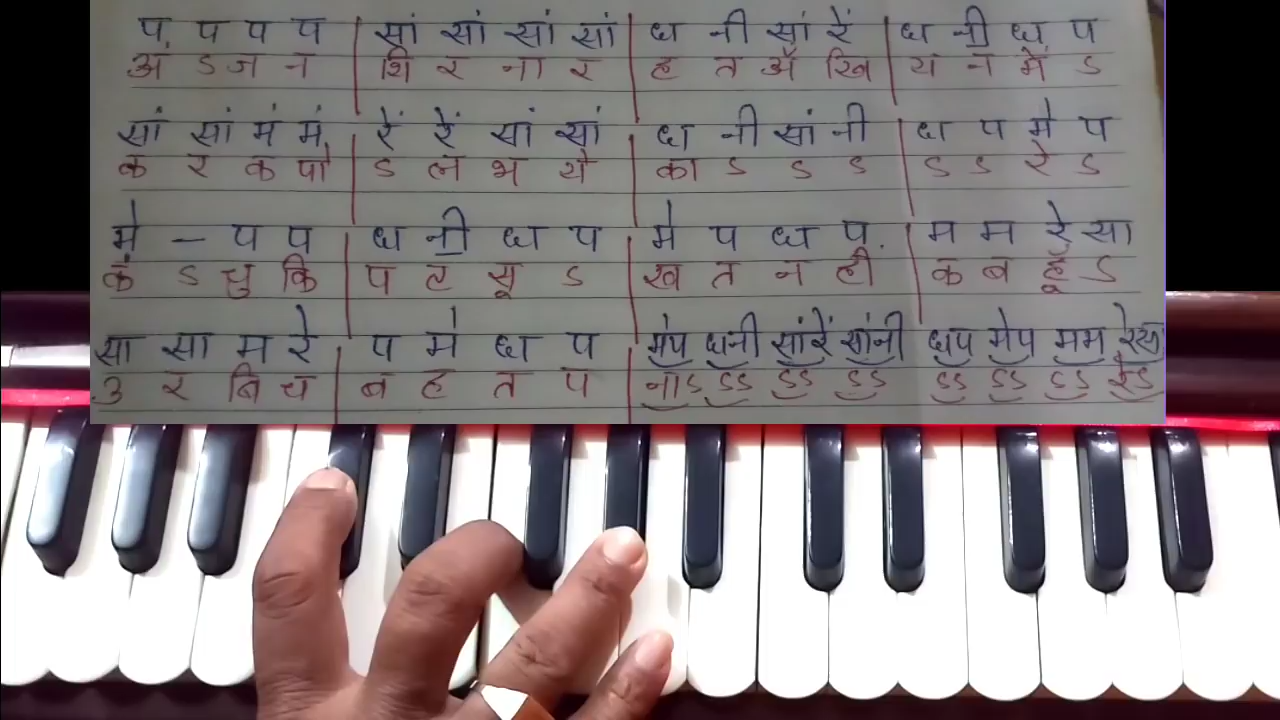 प प प प | सां सां सां सां | ध नी सां रें | ध नी॒ ध प
अं ऽ ज न | शि र ना र | ह त अँ खि | य न में ऽ
सां सां मं मं | रें रें सां सां | ध नी सां नी | ध प मे प
क र क पो | ऽ ल भ ये | का ऽ ऽ ऽ | ऽ ऽ रे ऽ
मे — प प | ध नी॒ ध प | मे प ध प | म म रे सा
कं ऽ चु कि | प ट सू ऽ | ख त न ही | क ब हूँ ऽ
सा सा म रे | प मे ध प | मेप धनी सांरें सांनी | धप मेप मम रेसा
उ र बि च | ब ह त प | नाऽ ऽऽ ऽऽ ऽऽ | ऽऽ ऽऽ ऽऽ रेऽ